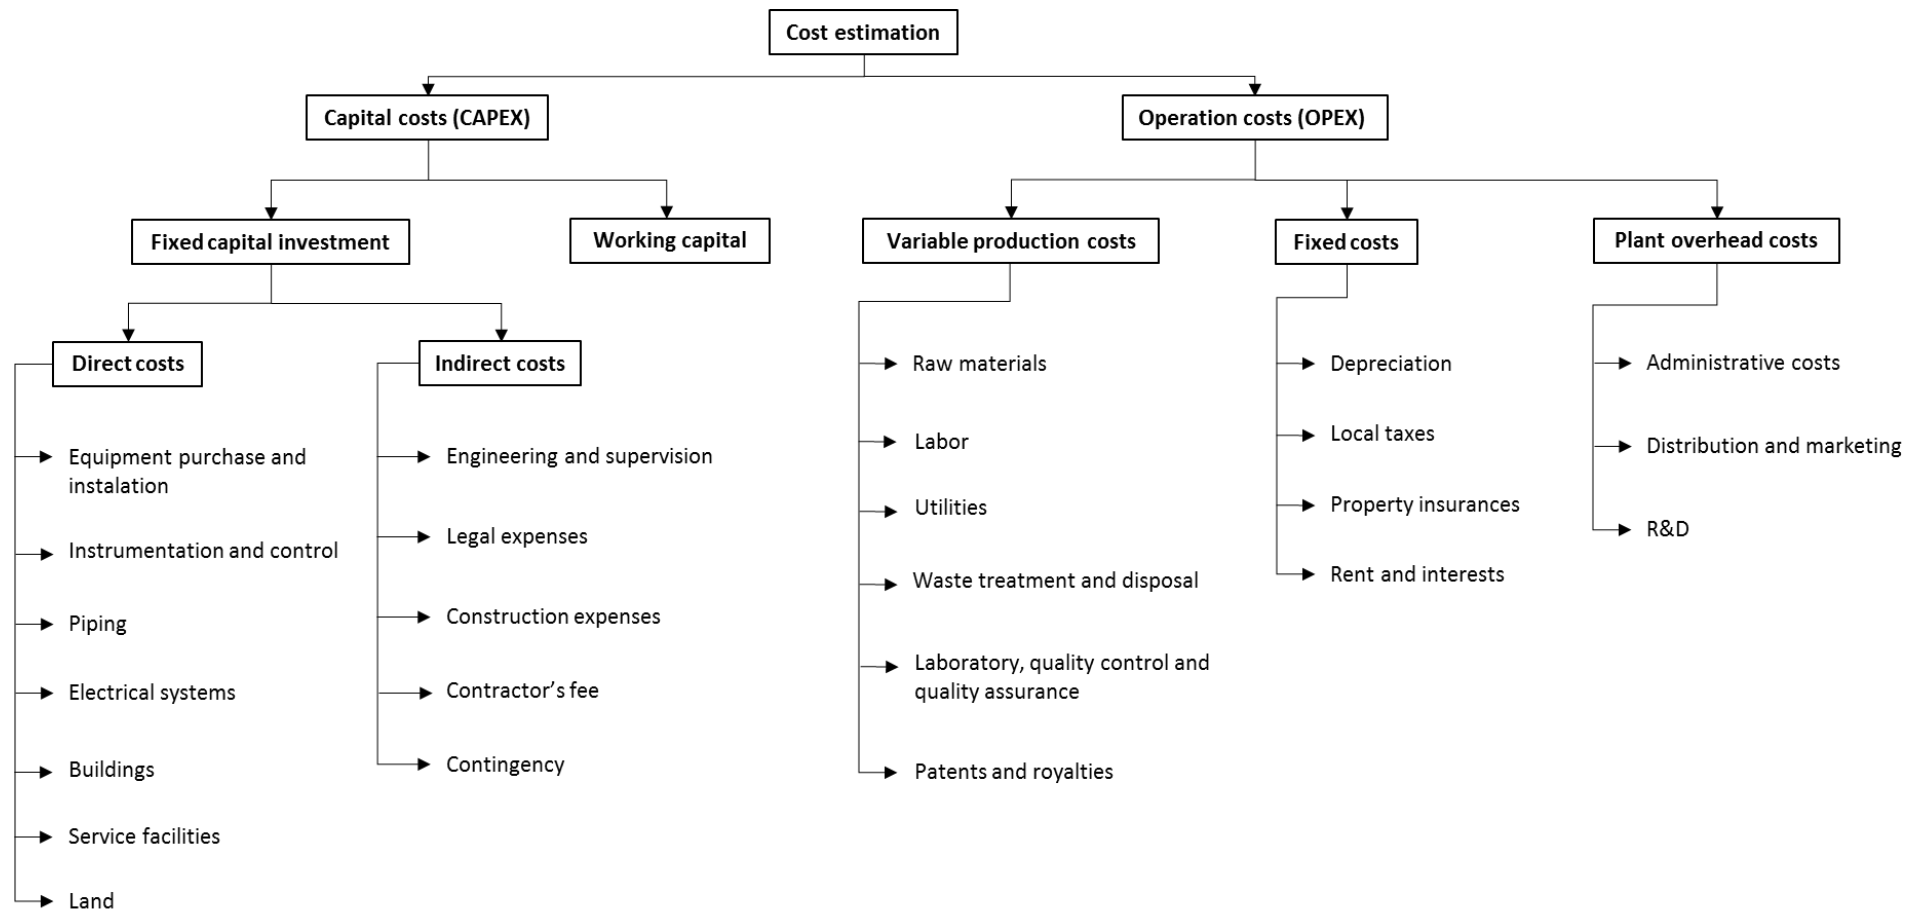 Cost estimation
Capital costs (CAPEX)
Operation costs (OPEX)
Fixed capital investment
Working capital
Variable production costs
Fixed costs
Plant overhead costs
Direct costs
Equipment purchase and
instalation
Instrumentation and control
Piping
Electrical systems
Buildings
Service facilities
Land
Indirect costs
Engineering and supervision
Legal expenses
Construction expenses
Contractor’s fee
Contingency
Raw materials
Labor
Utilities
Waste treatment and disposal
Laboratory, quality control and
quality assurance
Patents and royalties
Depreciation
Local taxes
Property insurances
Rent and interests
Administrative costs
Distribution and marketing
R&D